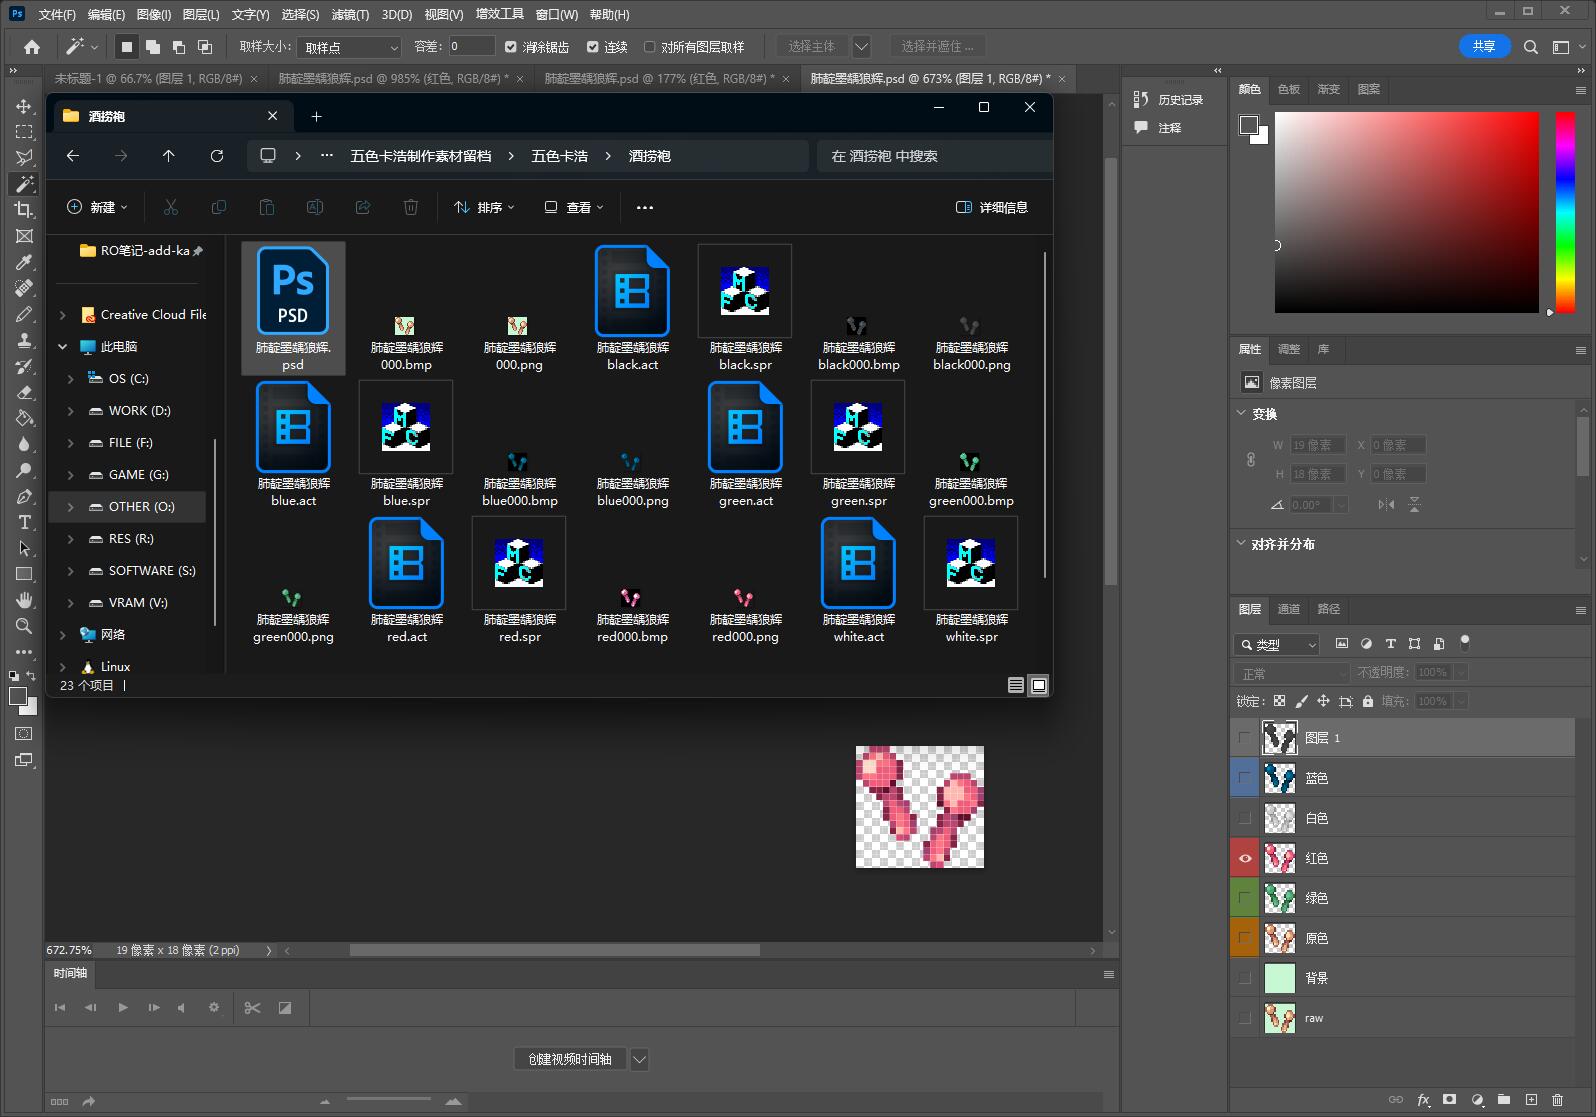 文件(F) 编辑(E) 图像(I) 图层(L) 文字(Y) 选择(S) 滤镜(T) 3D(D) 视图(V) 增效工具 窗口(W) 帮助(H)
取样大小: 取样点 容差: 0 消除锯齿 连续 对所有图层取样 选择主体 选择并遮住 ... 共享
未标题-1 @ 66.7% (图层 1, RGB/8#) × 肺靛墨龋狼辉.psd @ 985% (红色, RGB/8#) * × 肺靛墨龋狼辉.psd @ 177% (红色, RGB/8#) * × 肺靛墨龋狼辉.psd @ 673% (图层 1, RGB/8#) * ×
酒捞袍
… 五色卡浩制作素材留档 > 五色卡浩 > 酒捞袍
在 酒捞袍 中搜索
新建 排序 查看 … 详细信息
RO笔记-add-ka
Creative Cloud File
此电脑
OS (C:)
WORK (D:)
FILE (F:)
GAME (G:)
OTHER (O:)
RES (R:)
SOFTWARE (S:)
VRAM (V:)
网络
Linux
Ps
PSD
肺靛墨龋狼辉.psd
肺靛墨龋狼辉000.bmp
肺靛墨龋狼辉000.png
肺靛墨龋狼辉black.act
肺靛墨龋狼辉black.spr
肺靛墨龋狼辉black000.bmp
肺靛墨龋狼辉black000.png
肺靛墨龋狼辉blue.act
肺靛墨龋狼辉blue.spr
肺靛墨龋狼辉blue000.bmp
肺靛墨龋狼辉blue000.png
肺靛墨龋狼辉green.act
肺靛墨龋狼辉green.spr
肺靛墨龋狼辉green000.bmp
肺靛墨龋狼辉green000.png
肺靛墨龋狼辉red.act
肺靛墨龋狼辉red.spr
肺靛墨龋狼辉red000.bmp
肺靛墨龋狼辉red000.png
肺靛墨龋狼辉white.act
肺靛墨龋狼辉white.spr
23 个项目
672.75% 19 像素 x 18 像素 (2 ppi)
时间轴
创建视频时间轴
历史记录
注释
颜色 色板 渐变 图案
属性 调整 库
像素图层
变换
W 19 像素 X 0 像素
H 18 像素 Y 0 像素
0.00°
对齐并分布
图层 通道 路径
类型
正常 不透明度: 100%
锁定: 填充: 100%
图层 1
蓝色
白色
红色
绿色
原色
背景
raw